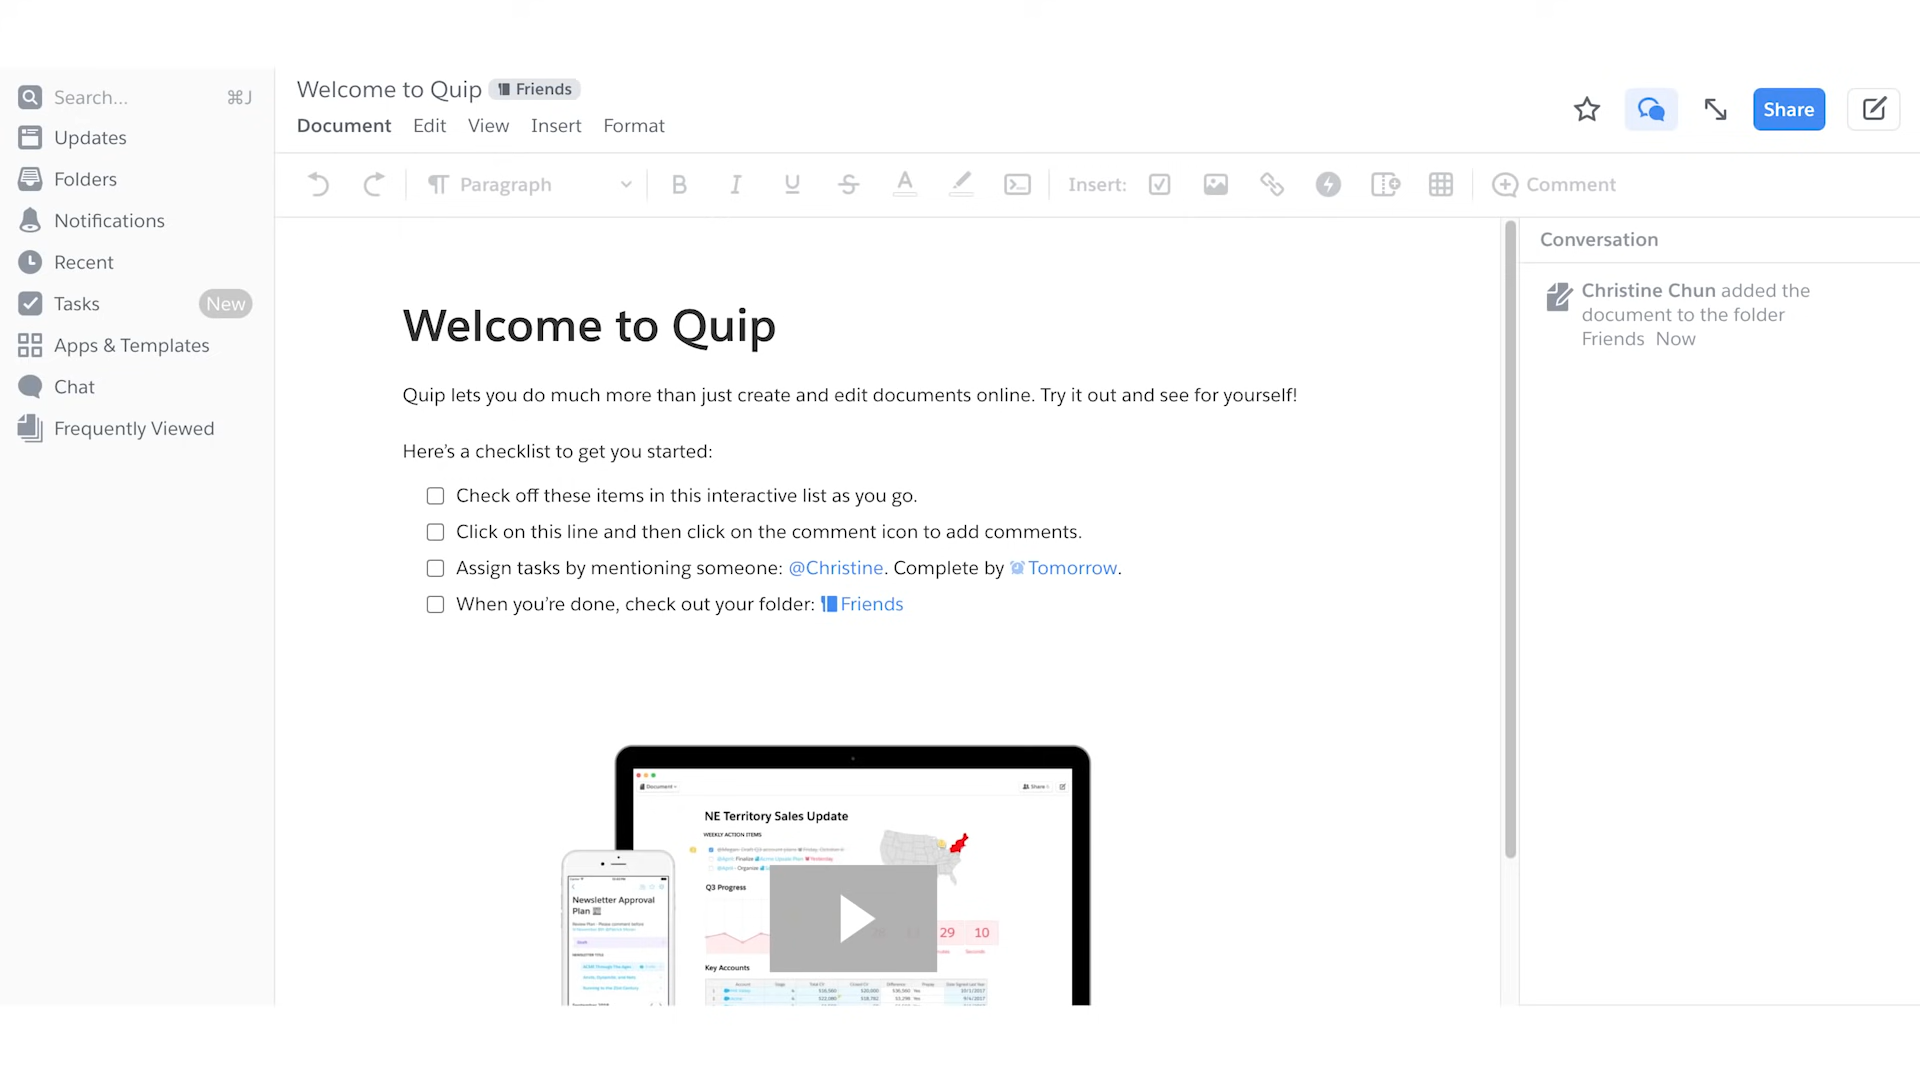 Search...
⌘J
Updates
Folders
Notifications
Recent
Tasks
New
Apps & Templates
Chat
Frequently Viewed
Welcome to Quip
Friends
Document Edit View Insert Format
Share
Paragraph
B I U S A
Insert:
Comment
Welcome to Quip
Quip lets you do much more than just create and edit documents online. Try it out and see for yourself!
Here’s a checklist to get you started:
Check off these items in this interactive list as you go.
Click on this line and then click on the comment icon to add comments.
Assign tasks by mentioning someone: @Christine. Complete by Tomorrow.
When you’re done, check out your folder: Friends
Document
Share
NE Territory Sales Update
WEEKLY ACTION ITEMS
Q3 Progress
29 10
Seconds
Key Accounts
Newsletter Approval
Plan
Conversation
Christine Chun added the
document to the folder
Friends Now